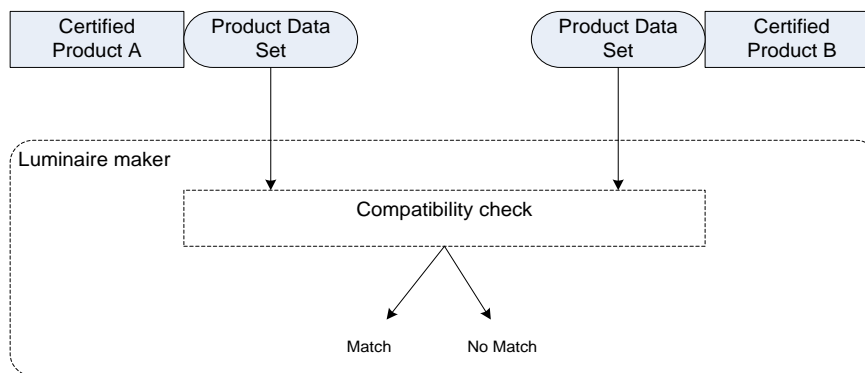 Certified
Product A
Product Data
Set
Product Data
Set
Certified
Product B
Luminaire maker
Compatibility check
Match
No Match